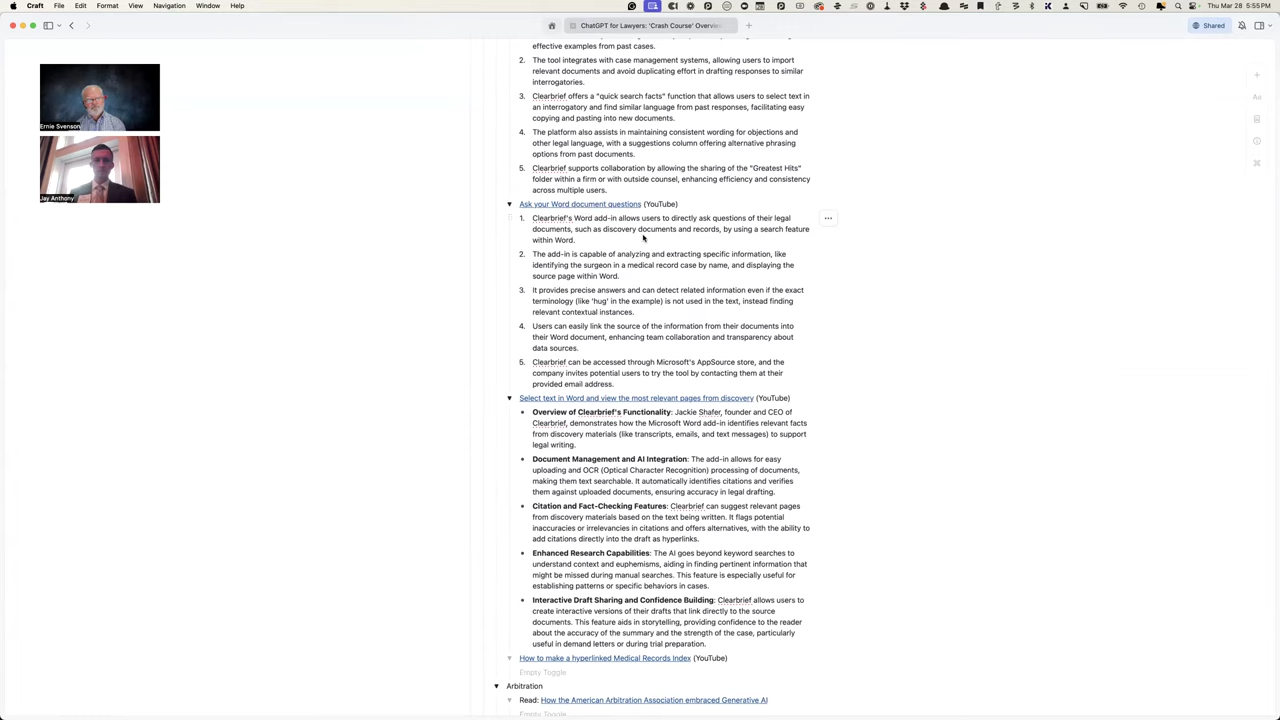 Craft File Edit Format View Navigation Window Help
Thu Mar 28 5:55 PM
ChatGPT for Lawyers: 'Crash Course' Overvie
Shared
Ernie Svenson
Jay Anthony
effective examples from past cases.
2. The tool integrates with case management systems, allowing users to import
relevant documents and avoid duplicating effort in drafting responses to similar
interrogatories.
3. Clearbrief offers a "quick search facts" function that allows users to select text in
an interrogatory and find similar language from past responses, facilitating easy
copying and pasting into new documents.
4. The platform also assists in maintaining consistent wording for objections and
other legal language, with a suggestions column offering alternative phrasing
options from past documents.
5. Clearbrief supports collaboration by allowing the sharing of the "Greatest Hits"
folder within a firm or with outside counsel, enhancing efficiency and consistency
across multiple users.
Ask your Word document questions (YouTube)
1. Clearbrief's Word add-in allows users to directly ask questions of their legal
documents, such as discovery documents and records, by using a search feature
within Word.
2. The add-in is capable of analyzing and extracting specific information, like
identifying the surgeon in a medical record case by name, and displaying the
source page within Word.
3. It provides precise answers and can detect related information even if the exact
terminology (like 'hug' in the example) is not used in the text, instead finding
relevant contextual instances.
4. Users can easily link the source of the information from their documents into
their Word document, enhancing team collaboration and transparency about
data sources.
5. Clearbrief can be accessed through Microsoft's AppSource store, and the
company invites potential users to try the tool by contacting them at their
provided email address.
Select text in Word and view the most relevant pages from discovery (YouTube)
Overview of Clearbrief's Functionality: Jackie Shafer, founder and CEO of
Clearbrief, demonstrates how the Microsoft Word add-in identifies relevant facts
from discovery materials (like transcripts, emails, and text messages) to support
legal writing.
Document Management and AI Integration: The add-in allows for easy
uploading and OCR (Optical Character Recognition) processing of documents,
making them text searchable. It automatically identifies citations and verifies
them against uploaded documents, ensuring accuracy in legal drafting.
Citation and Fact-Checking Features: Clearbrief can suggest relevant pages
from discovery materials based on the text being written. It flags potential
inaccuracies or irrelevancies in citations and offers alternatives, with the ability to
add citations directly into the draft as hyperlinks.
Enhanced Research Capabilities: The AI goes beyond keyword searches to
understand context and euphemisms, aiding in finding pertinent information that
might be missed during manual searches. This feature is especially useful for
establishing patterns or specific behaviors in cases.
Interactive Draft Sharing and Confidence Building: Clearbrief allows users to
create interactive versions of their drafts that link directly to the source
documents. This feature aids in storytelling, providing confidence to the reader
about the accuracy of the summary and the strength of the case, particularly
useful in demand letters or during trial preparation.
How to make a hyperlinked Medical Records Index (YouTube)
Empty Toggle
Arbitration
Read: How the American Arbitration Association embraced Generative AI
Empty Toggle